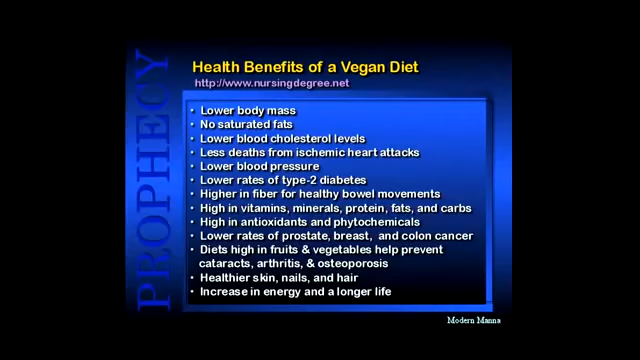 PROPHECY
Health Benefits of a Vegan Diet
http://www.nursingdegree.net
• Lower body mass
• No saturated fats
• Lower blood cholesterol levels
• Less deaths from ischemic heart attacks
• Lower blood pressure
• Lower rates of type-2 diabetes
• Higher in fiber for healthy bowel movements
• High in vitamins, minerals, protein, fats, and carbs
• High in antioxidants and phytochemicals
• Lower rates of prostate, breast, and colon cancer
• Diets high in fruits & vegetables help prevent
cataracts, arthritis, & osteoporosis
• Healthier skin, nails, and hair
• Increase in energy and a longer life
Modern Manna